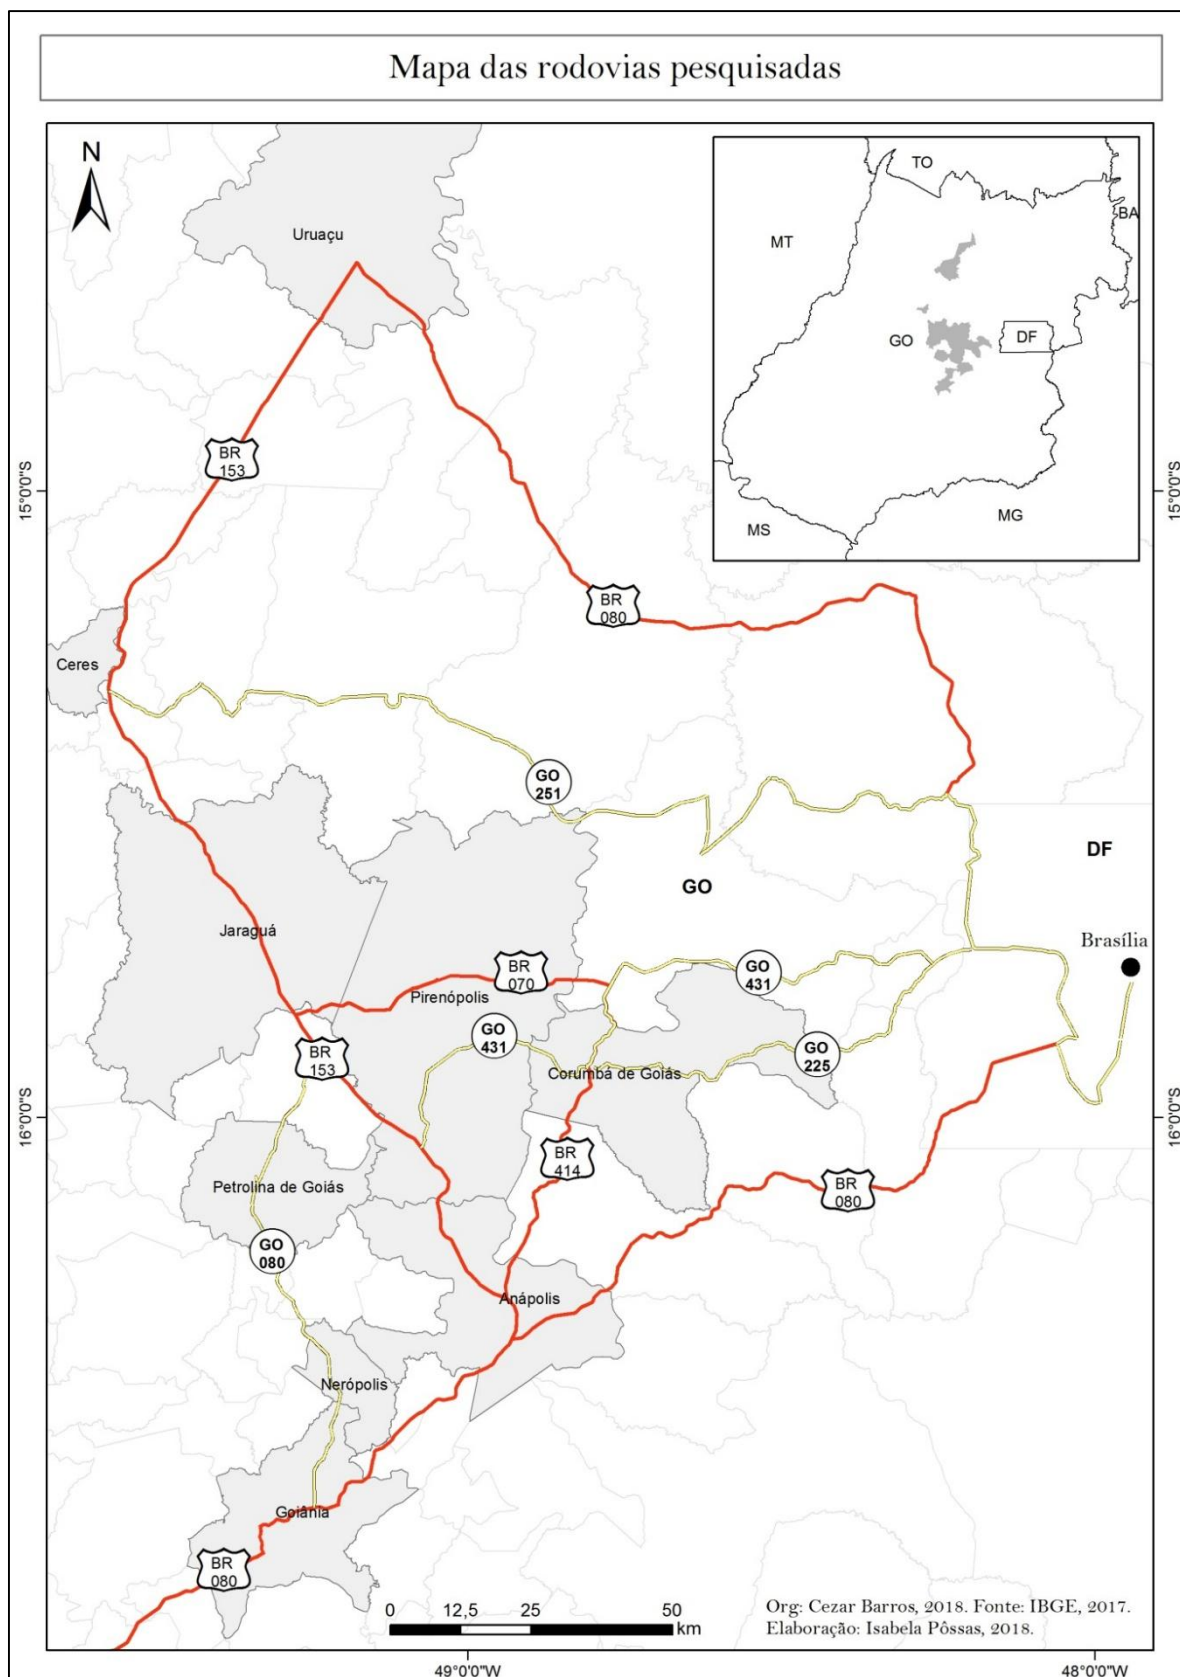 Mapa das rodovias pesquisadas
N
TO
BA
MT
Uruaçu
GO
DF
BR
153
15°0'0"S
15°0'0"S
MS
MG
BR
080
Ceres
GO
251
DF
GO
Jaraguá
Brasília
BR
070
GO
431
Pirenópolis
GO
431
BR
153
GO
225
Corumbá de Goiás
16°0'0"S
16°0'0"S
BR
414
Petrolina de Goiás
BR
080
GO
080
Anápolis
Nerópolis
Goiânia
BR
080
0 12,5 25 50
km
Org: Cezar Barros, 2018. Fonte: IBGE, 2017.
Elaboração: Isabela Pôssas, 2018.
49°0'0"W
48°0'0"W